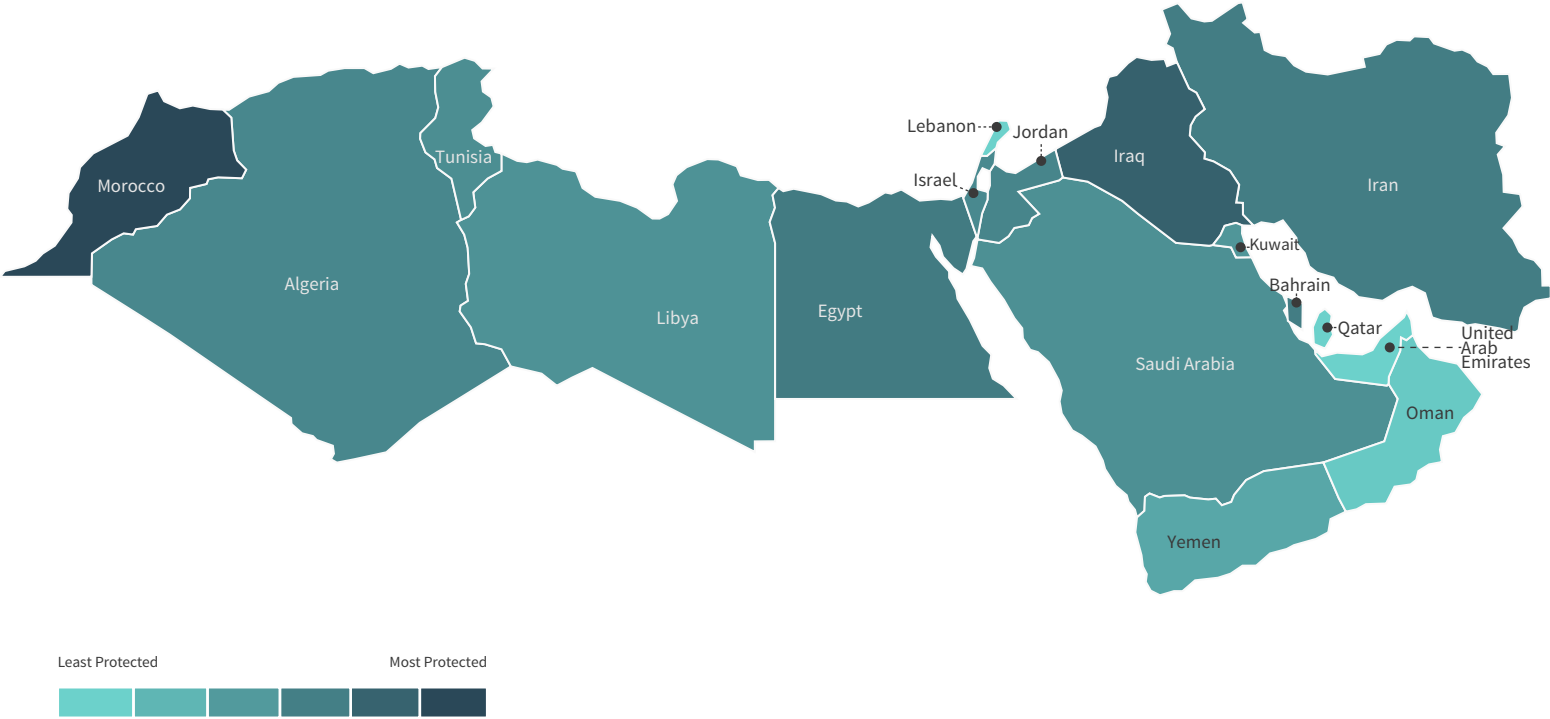 Lebanon
Jordan
Tunisia
Iraq
Morocco
Israel
Iran
Kuwait
Algeria
Bahrain
Libya
Egypt
Qatar
United
Arab
Emirates
Saudi Arabia
Oman
Yemen
Least Protected
Most Protected